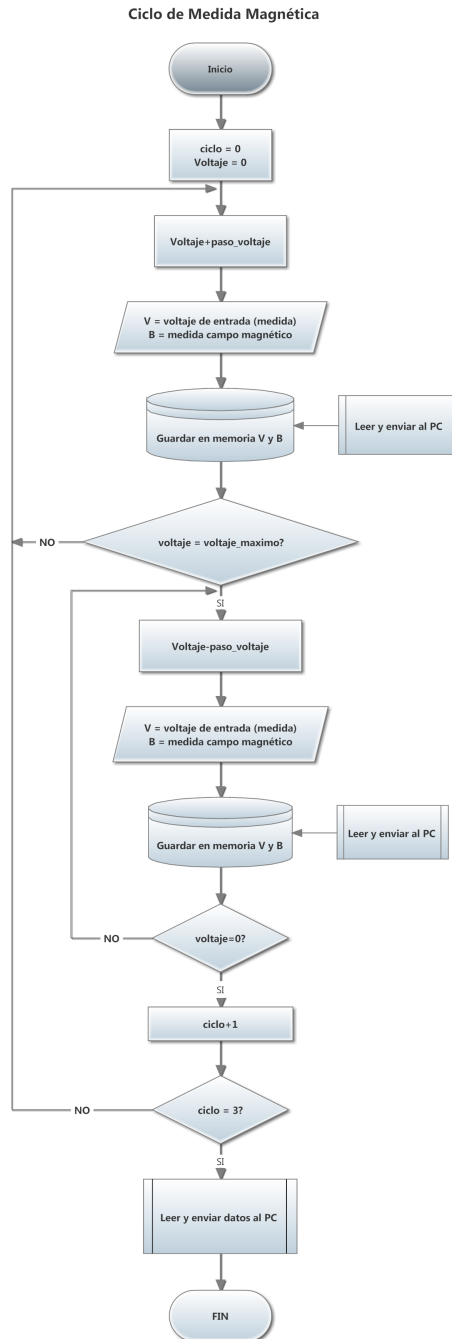 Ciclo de Medida Magnética
Inicio
ciclo = 0
Voltaje = 0
Voltaje+paso_voltaje
V = voltaje de entrada (medida)
B = medida campo magnético
Guardar en memoria V y B
Leer y enviar al PC
voltaje = voltaje_maximo?
NO
SI
Voltaje-paso_voltaje
V = voltaje de entrada (medida)
B = medida campo magnético
Guardar en memoria V y B
Leer y enviar al PC
voltaje=0?
NO
SI
ciclo+1
ciclo = 3?
NO
SI
Leer y enviar datos al PC
FIN